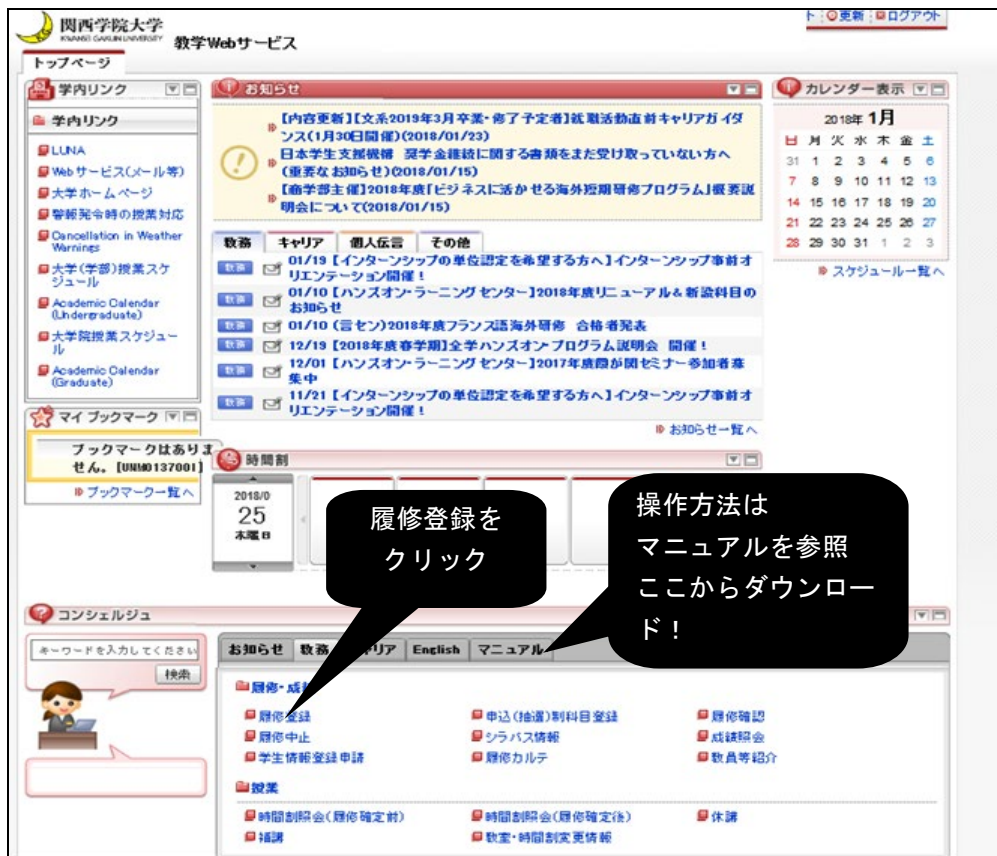 ト 更新 ログアウト
関西学院大学
KWANSEI GAKUIN UNIVERSITY
教学Webサービス
トップページ
学内リンク
学内リンク
LUNA
Webサービス(メール等)
大学ホームページ
警報発令時の授業対応
Cancellation in Weather
Warnings
大学(学部)授業スケ
ジュール
Academic Calendar
(Undergraduate)
大学院授業スケジュー
ル
Academic Calendar
(Graduate)
マイ ブックマーク
ブックマークはありま
せん。[UNM0137001]
ブックマーク一覧へ
お知らせ
【内容更新】【文系2019年3月卒業・修了予定者】就職活動直前キャリアガイダ
ンス(1月30日開催)(2018/01/23)
日本学生支援機構 奨学金継続に関する書類をまだ受け取っていない方へ
(重要なお知らせ)(2018/01/15)
【商学部主催】2018年度「ビジネスに活かせる海外短期研修プログラム」概要説
明会について(2018/01/15)
教務 キャリア 個人伝言 その他
教務 01/19 【インターンシップの単位認定を希望する方へ】インターンシップ事前オ
リエンテーション開催！
教務 01/10 【ハンズオン・ラーニングセンター】2018年度リニューアル＆新設科目の
お知らせ
教務 01/10 (言セン)2018年度フランス語海外研修 合格者発表
教務 12/19 【2018年度春学期】全学ハンズオン・プログラム説明会 開催！
教務 12/01 【ハンズオン・ラーニングセンター】2017年度霞が関セミナー参加者募
集中
教務 11/21 【インターンシップの単位認定を希望する方へ】インターンシップ事前オ
リエンテーション開催！
お知らせ一覧へ
カレンダー表示
2018年 1月
日 月 火 水 木 金 土
31 1 2 3 4 5 6
7 8 9 10 11 12 13
14 15 16 17 18 19 20
21 22 23 24 25 26 27
28 29 30 31 1 2 3
スケジュール一覧へ
時間割
2018/0
25
木曜日
履修登録を
クリック
操作方法は
マニュアルを参照
ここからダウンロー
ド！
コンシェルジュ
キーワードを入力してください
検索
お知らせ 教務 キャリア English マニュアル
履修・成
履修登録 申込(抽選)制科目登録 履修確認
履修中止 シラバス情報 成績照会
学生情報登録申請 履修カルテ 教員等紹介
授業
時間割照会(履修確定前) 時間割照会(履修確定後) 休講
補講 教室・時間割変更情報